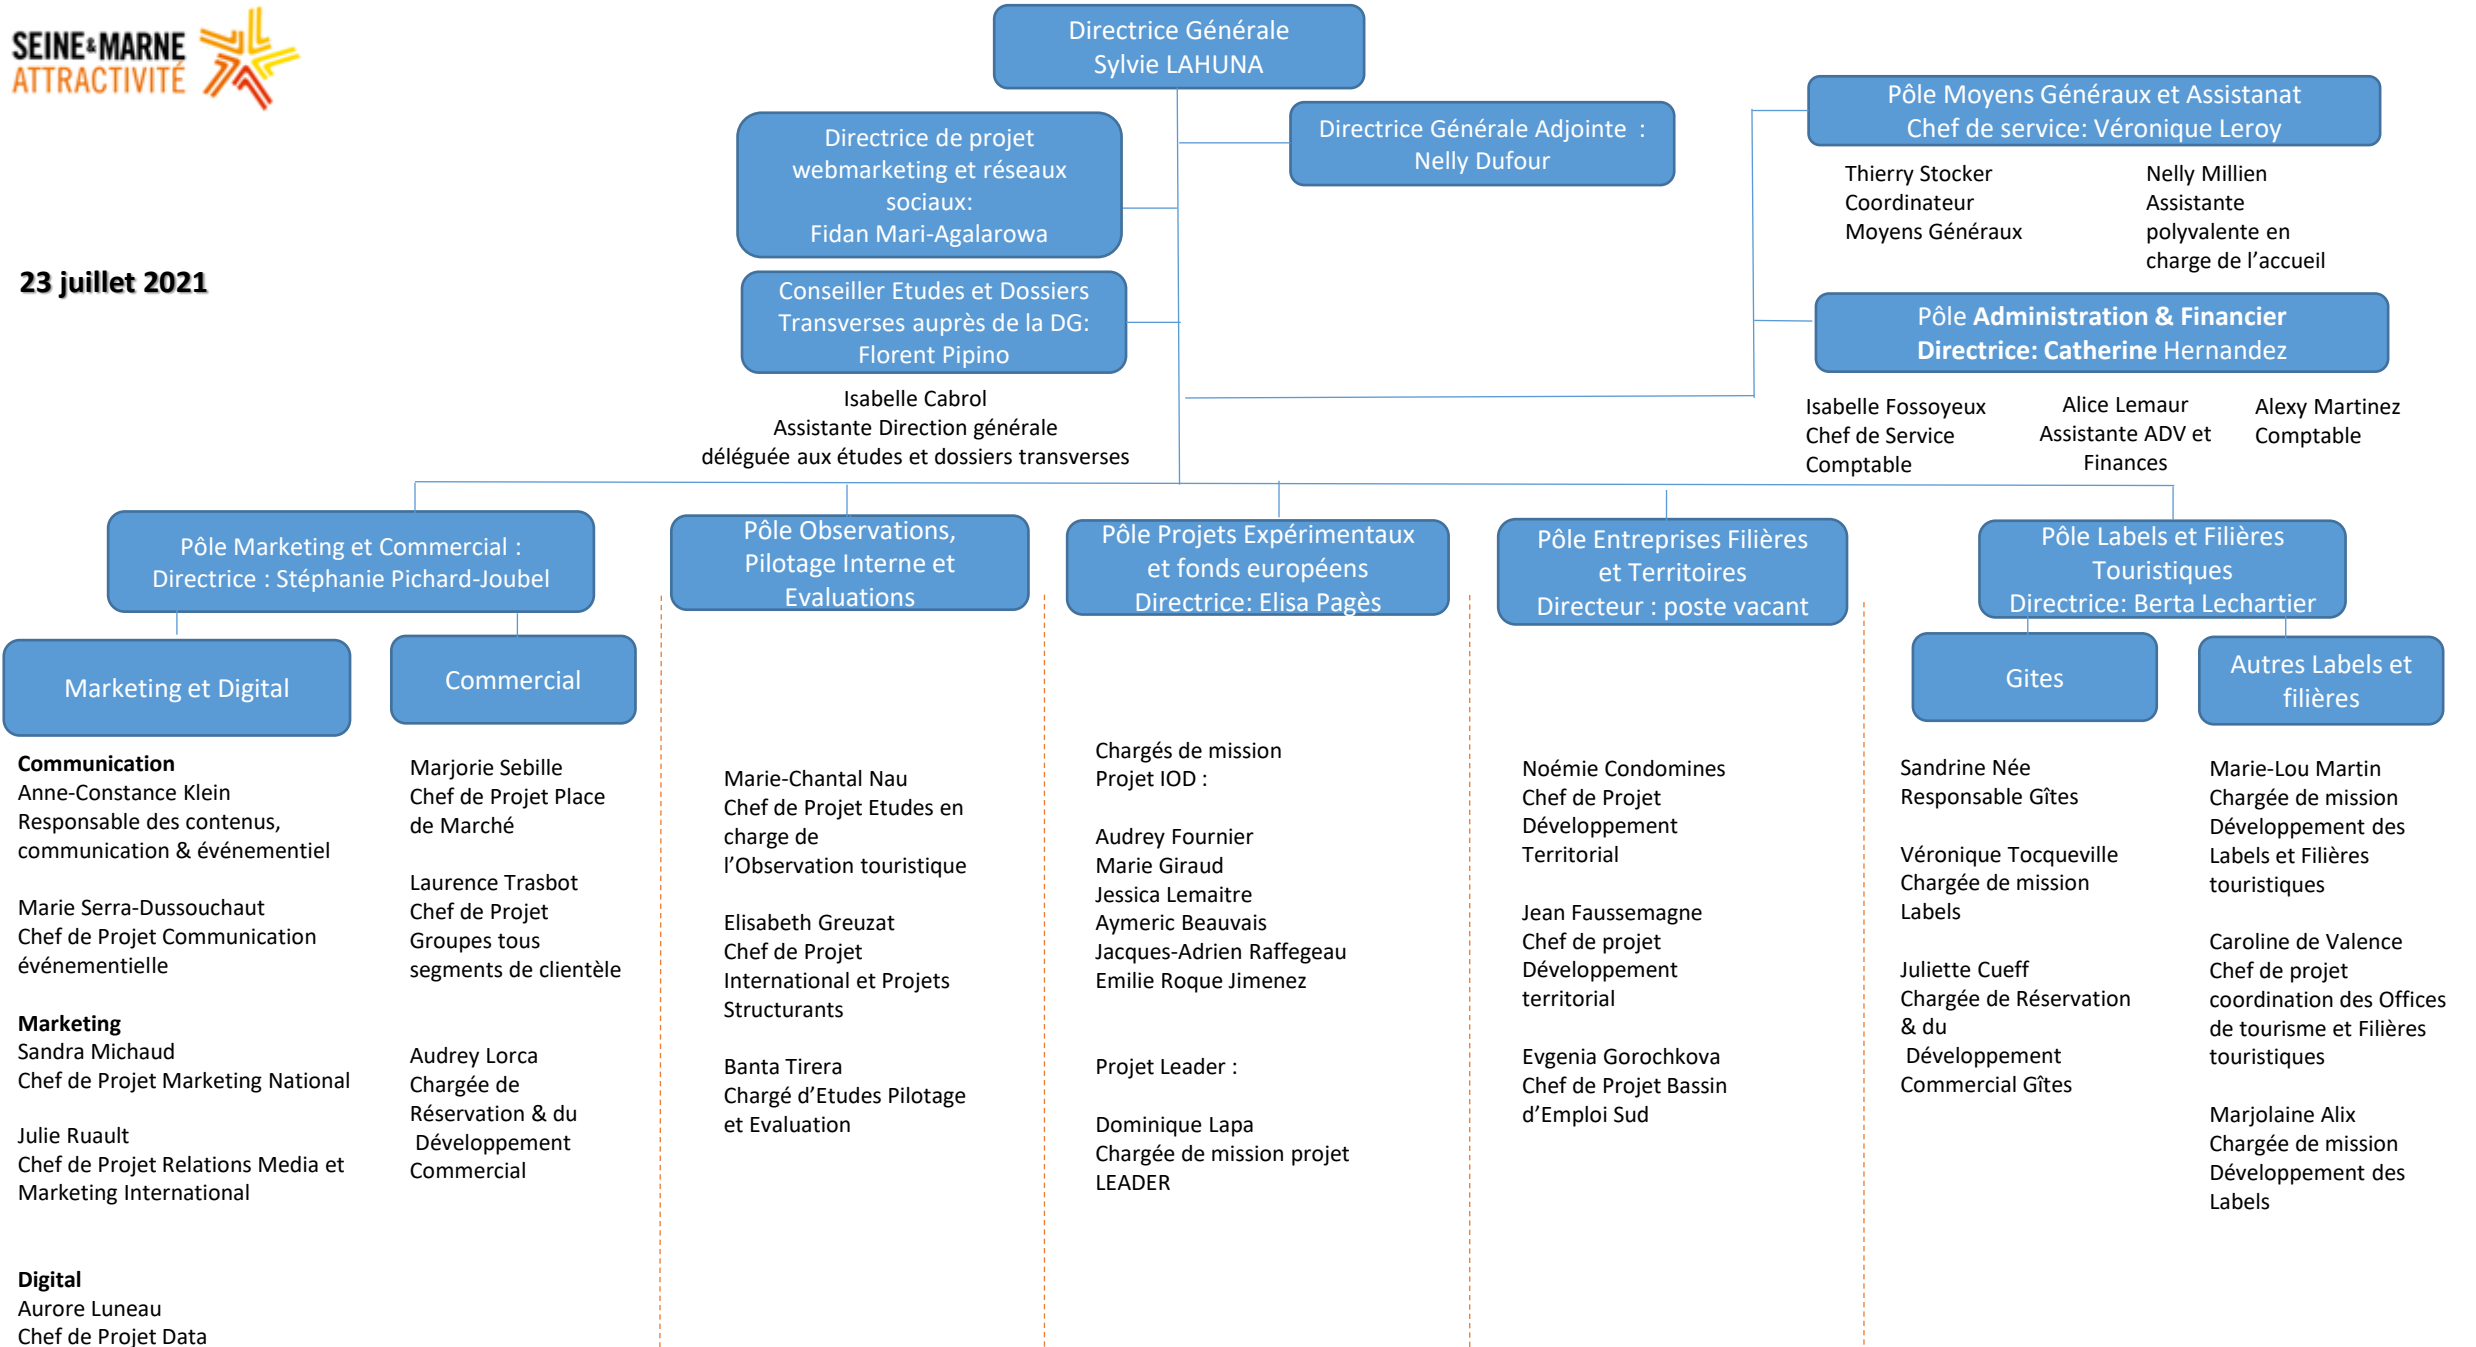 SEINE&MARNE
ATTRACTIVITÉ
23 juillet 2021
Directrice Générale
Sylvie LAHUNA
Directrice de projet
webmarketing et réseaux
sociaux:
Fidan Mari-Agalarowa
Directrice Générale Adjointe :
Nelly Dufour
Conseiller Etudes et Dossiers
Transverses auprès de la DG:
Florent Pipino
Isabelle Cabrol
Assistante Direction générale
déléguée aux études et dossiers transverses
Pôle Moyens Généraux et Assistanat
Chef de service: Véronique Leroy
Thierry Stocker
Coordinateur
Moyens Généraux
Nelly Millien
Assistante
polyvalente en
charge de l’accueil
Pôle Administration & Financier
Directrice: Catherine Hernandez
Isabelle Fossoyeux
Chef de Service
Comptable
Alice Lemaur
Assistante ADV et
Finances
Alexy Martinez
Comptable
Pôle Marketing et Commercial :
Directrice : Stéphanie Pichard-Joubel
Marketing et Digital
Communication
Anne-Constance Klein
Responsable des contenus,
communication & événementiel
Marie Serra-Dussouchaut
Chef de Projet Communication
événementielle
Marketing
Sandra Michaud
Chef de Projet Marketing National
Julie Ruault
Chef de Projet Relations Media et
Marketing International
Digital
Aurore Luneau
Chef de Projet Data
Commercial
Marjorie Sebille
Chef de Projet Place
de Marché
Laurence Trasbot
Chef de Projet
Groupes tous
segments de clientèle
Audrey Lorca
Chargée de
Réservation & du
Développement
Commercial
Pôle Observations,
Pilotage Interne et
Evaluations
Marie-Chantal Nau
Chef de Projet Etudes en
charge de
l’Observation touristique
Elisabeth Greuzat
Chef de Projet
International et Projets
Structurants
Banta Tirera
Chargé d’Etudes Pilotage
et Evaluation
Pôle Projets Expérimentaux
et fonds européens
Directrice: Elisa Pagès
Chargés de mission
Projet IOD :
Audrey Fournier
Marie Giraud
Jessica Lemaitre
Aymeric Beauvais
Jacques-Adrien Raffegeau
Emilie Roque Jimenez
Projet Leader :
Dominique Lapa
Chargée de mission projet
LEADER
Pôle Entreprises Filières
et Territoires
Directeur : poste vacant
Noémie Condomines
Chef de Projet
Développement
Territorial
Jean Faussemagne
Chef de projet
Développement
territorial
Evgenia Gorochkova
Chef de Projet Bassin
d’Emploi Sud
Pôle Labels et Filières
Touristiques
Directrice: Berta Lechartier
Gites
Sandrine Née
Responsable Gîtes
Véronique Tocqueville
Chargée de mission
Labels
Juliette Cueff
Chargée de Réservation
& du
Développement
Commercial Gîtes
Autres Labels et
filières
Marie-Lou Martin
Chargée de mission
Développement des
Labels et Filières
touristiques
Caroline de Valence
Chef de projet
coordination des Offices
de tourisme et Filières
touristiques
Marjolaine Alix
Chargée de mission
Développement des
Labels